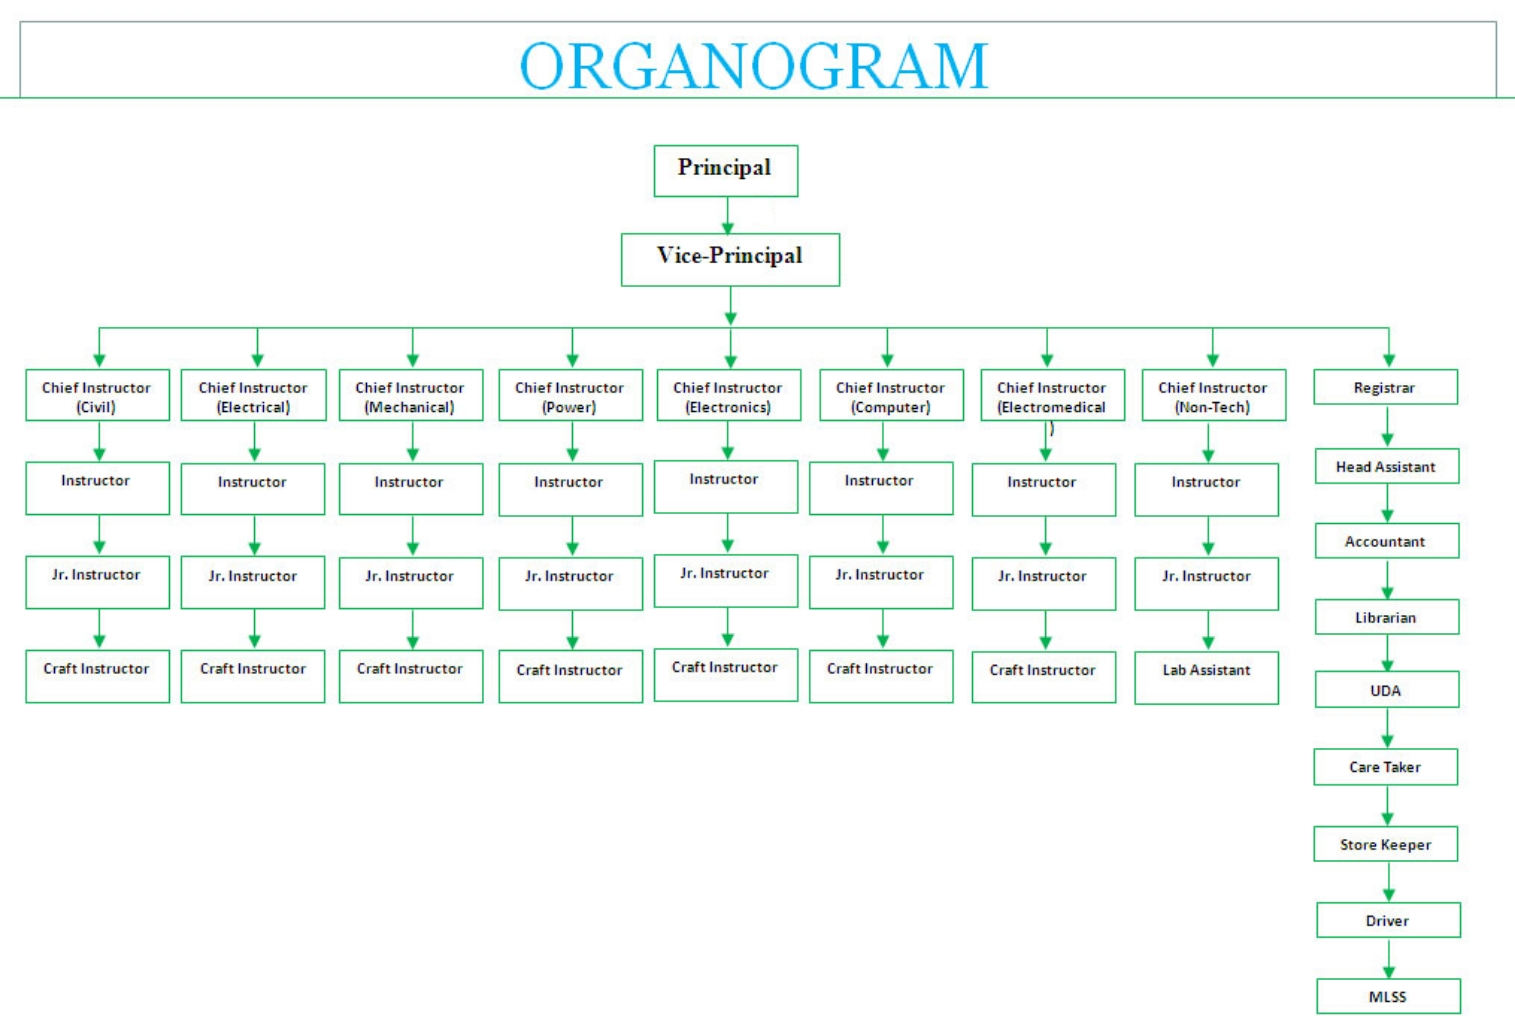 ORGANOGRAM
Principal
Vice-Principal
Chief Instructor
(Civil)
Chief Instructor
(Electrical)
Chief Instructor
(Mechanical)
Chief Instructor
(Power)
Chief Instructor
(Electronics)
Chief Instructor
(Computer)
Chief Instructor
(Electromedical
)
Chief Instructor
(Non-Tech)
Registrar
Instructor
Instructor
Instructor
Instructor
Instructor
Instructor
Instructor
Instructor
Head Assistant
Jr. Instructor
Jr. Instructor
Jr. Instructor
Jr. Instructor
Jr. Instructor
Jr. Instructor
Jr. Instructor
Jr. Instructor
Accountant
Librarian
Craft Instructor
Craft Instructor
Craft Instructor
Craft Instructor
Craft Instructor
Craft Instructor
Craft Instructor
Lab Assistant
UDA
Care Taker
Store Keeper
Driver
MLSS